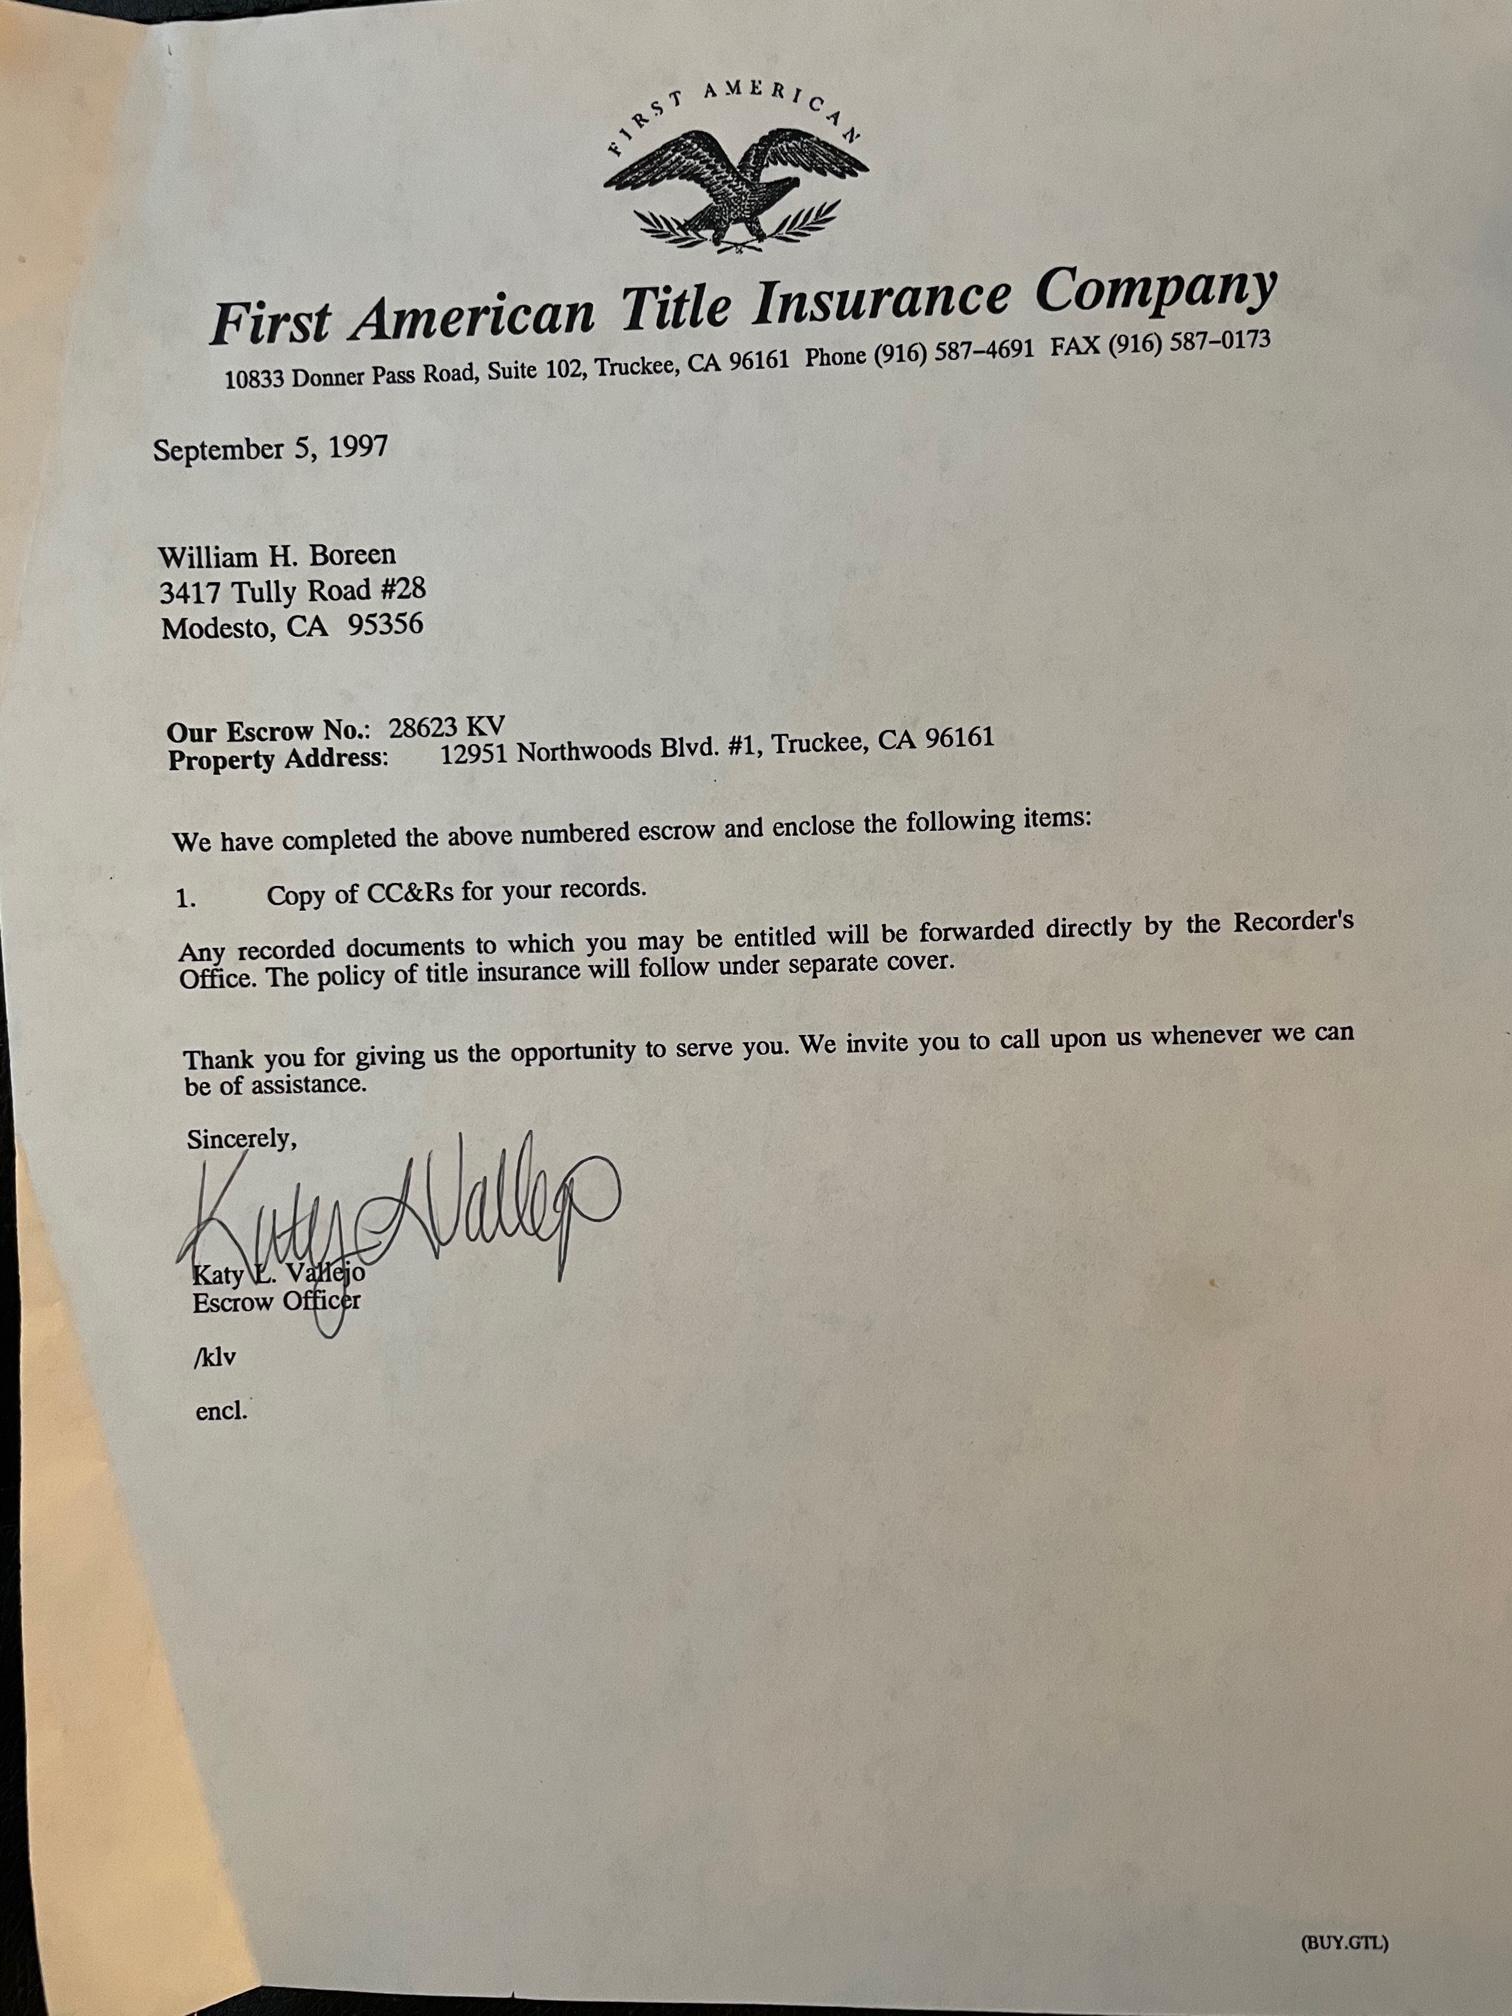 FIRST AMERICAN
First American Title Insurance Company
10833 Donner Pass Road, Suite 102, Truckee, CA 96161 Phone (916) 587-4691 FAX (916) 587-0173
September 5, 1997
William H. Boreen
3417 Tully Road #28
Modesto, CA 95356
Our Escrow No.: 28623 KV
Property Address: 12951 Northwoods Blvd. #1, Truckee, CA 96161
We have completed the above numbered escrow and enclose the following items:
1. Copy of CC&Rs for your records.
Any recorded documents to which you may be entitled will be forwarded directly by the Recorder's
Office. The policy of title insurance will follow under separate cover.
Thank you for giving us the opportunity to serve you. We invite you to call upon us whenever we can
be of assistance.
Sincerely,
Katy L Vallejo
Katy L. Vallejo
Escrow Officer
/klv
encl.
(BUY.GTL)